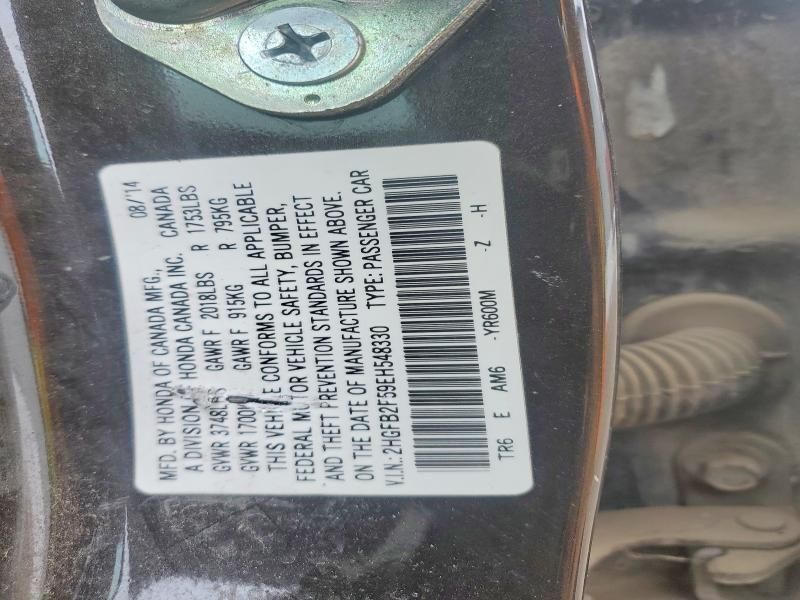 MFD. BY HONDA OF CANADA MFG., 08/'14
A DIVISION HONDA CANADA INC. CANADA
GVWR 3748LBS GAWR F 2018LBS R 1753LBS
GVWR 1700KG GAWR F 915KG R 795KG
THIS VEHICLE CONFORMS TO ALL APPLICABLE
FEDERAL MOTOR VEHICLE SAFETY, BUMPER,
AND THEFT PREVENTION STANDARDS IN EFFECT
ON THE DATE OF MANUFACTURE SHOWN ABOVE.
V.I.N.: 2HGFB2F59EH548330 TYPE: PASSENGER CAR
TR6 E AM6 -YR600M -Z -H